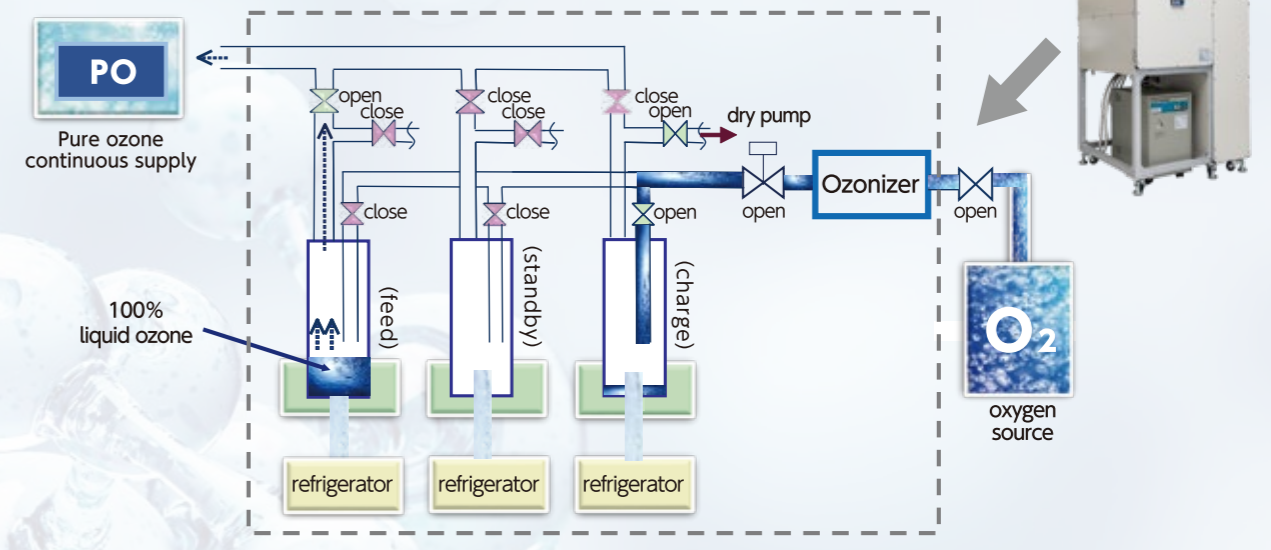 PO
Pure ozone
continuous supply
open
close
close
close
close
open
dry pump
close
close
open
open
Ozonizer
open
(feed)
(standby)
(charge)
100%
liquid ozone
O2
oxygen
source
refrigerator
refrigerator
refrigerator